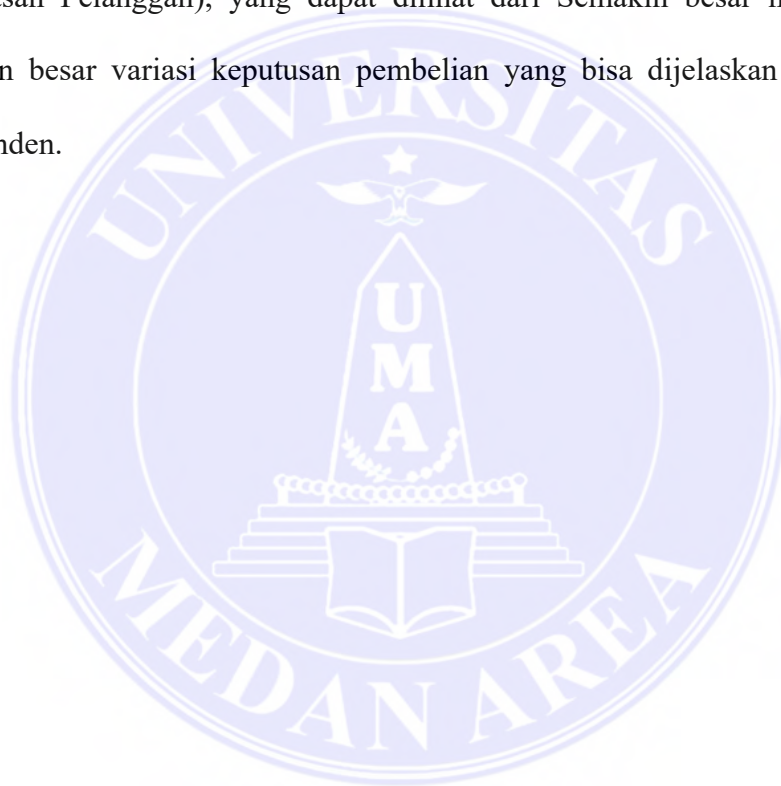 Pelanggan), yang dapat dilihat dari Semakin besar
besar variasi keputusan pembelian yang bisa dijelaskan
nden.
UNIVERSITAS
U
M
A
MEDAN AREA